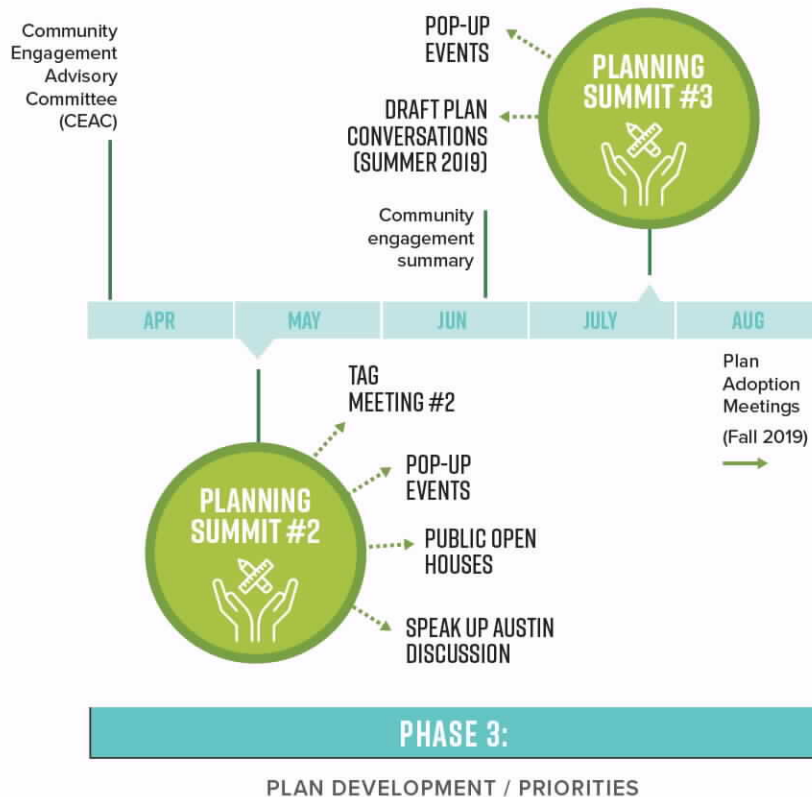 Community
Engagement
Advisory
Committee
(CEAC)
POP-UP
EVENTS
DRAFT PLAN
CONVERSATIONS
(SUMMER 2019)
PLANNING
SUMMIT #3
Community
engagement
summary
APR
MAY
JUN
JULY
AUG
Plan
Adoption
Meetings
(Fall 2019)
TAG
MEETING #2
POP-UP
EVENTS
PUBLIC OPEN
HOUSES
SPEAK UP AUSTIN
DISCUSSION
PLANNING
SUMMIT #2
PHASE 3:
PLAN DEVELOPMENT / PRIORITIES